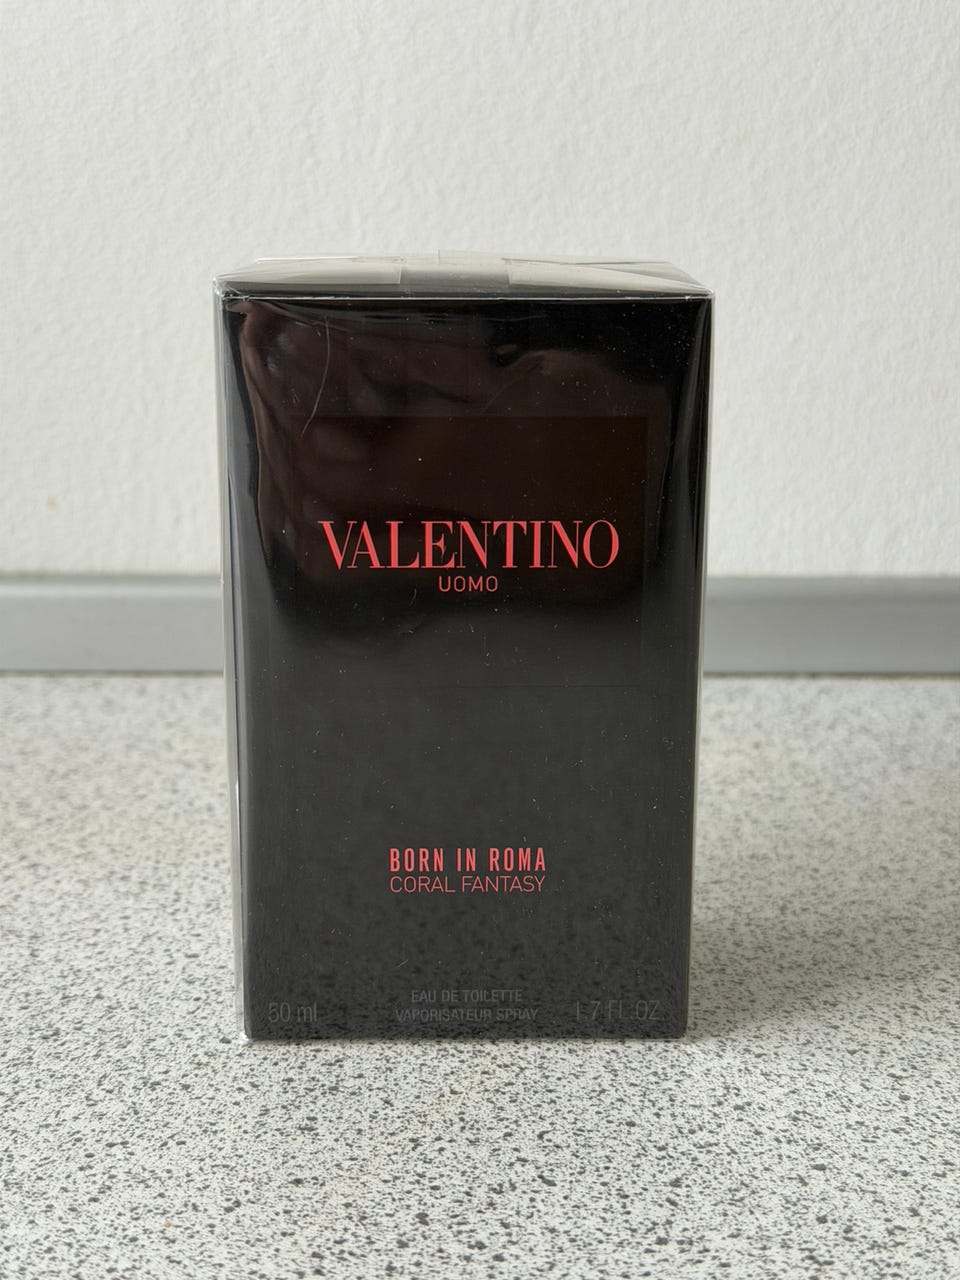 VALENTINO
UOMO
BORN IN ROMA
CORAL FANTASY
EAU DE TOILETTE
50 ml VAPORISATEUR SPRAY 1.7 FL.OZ.